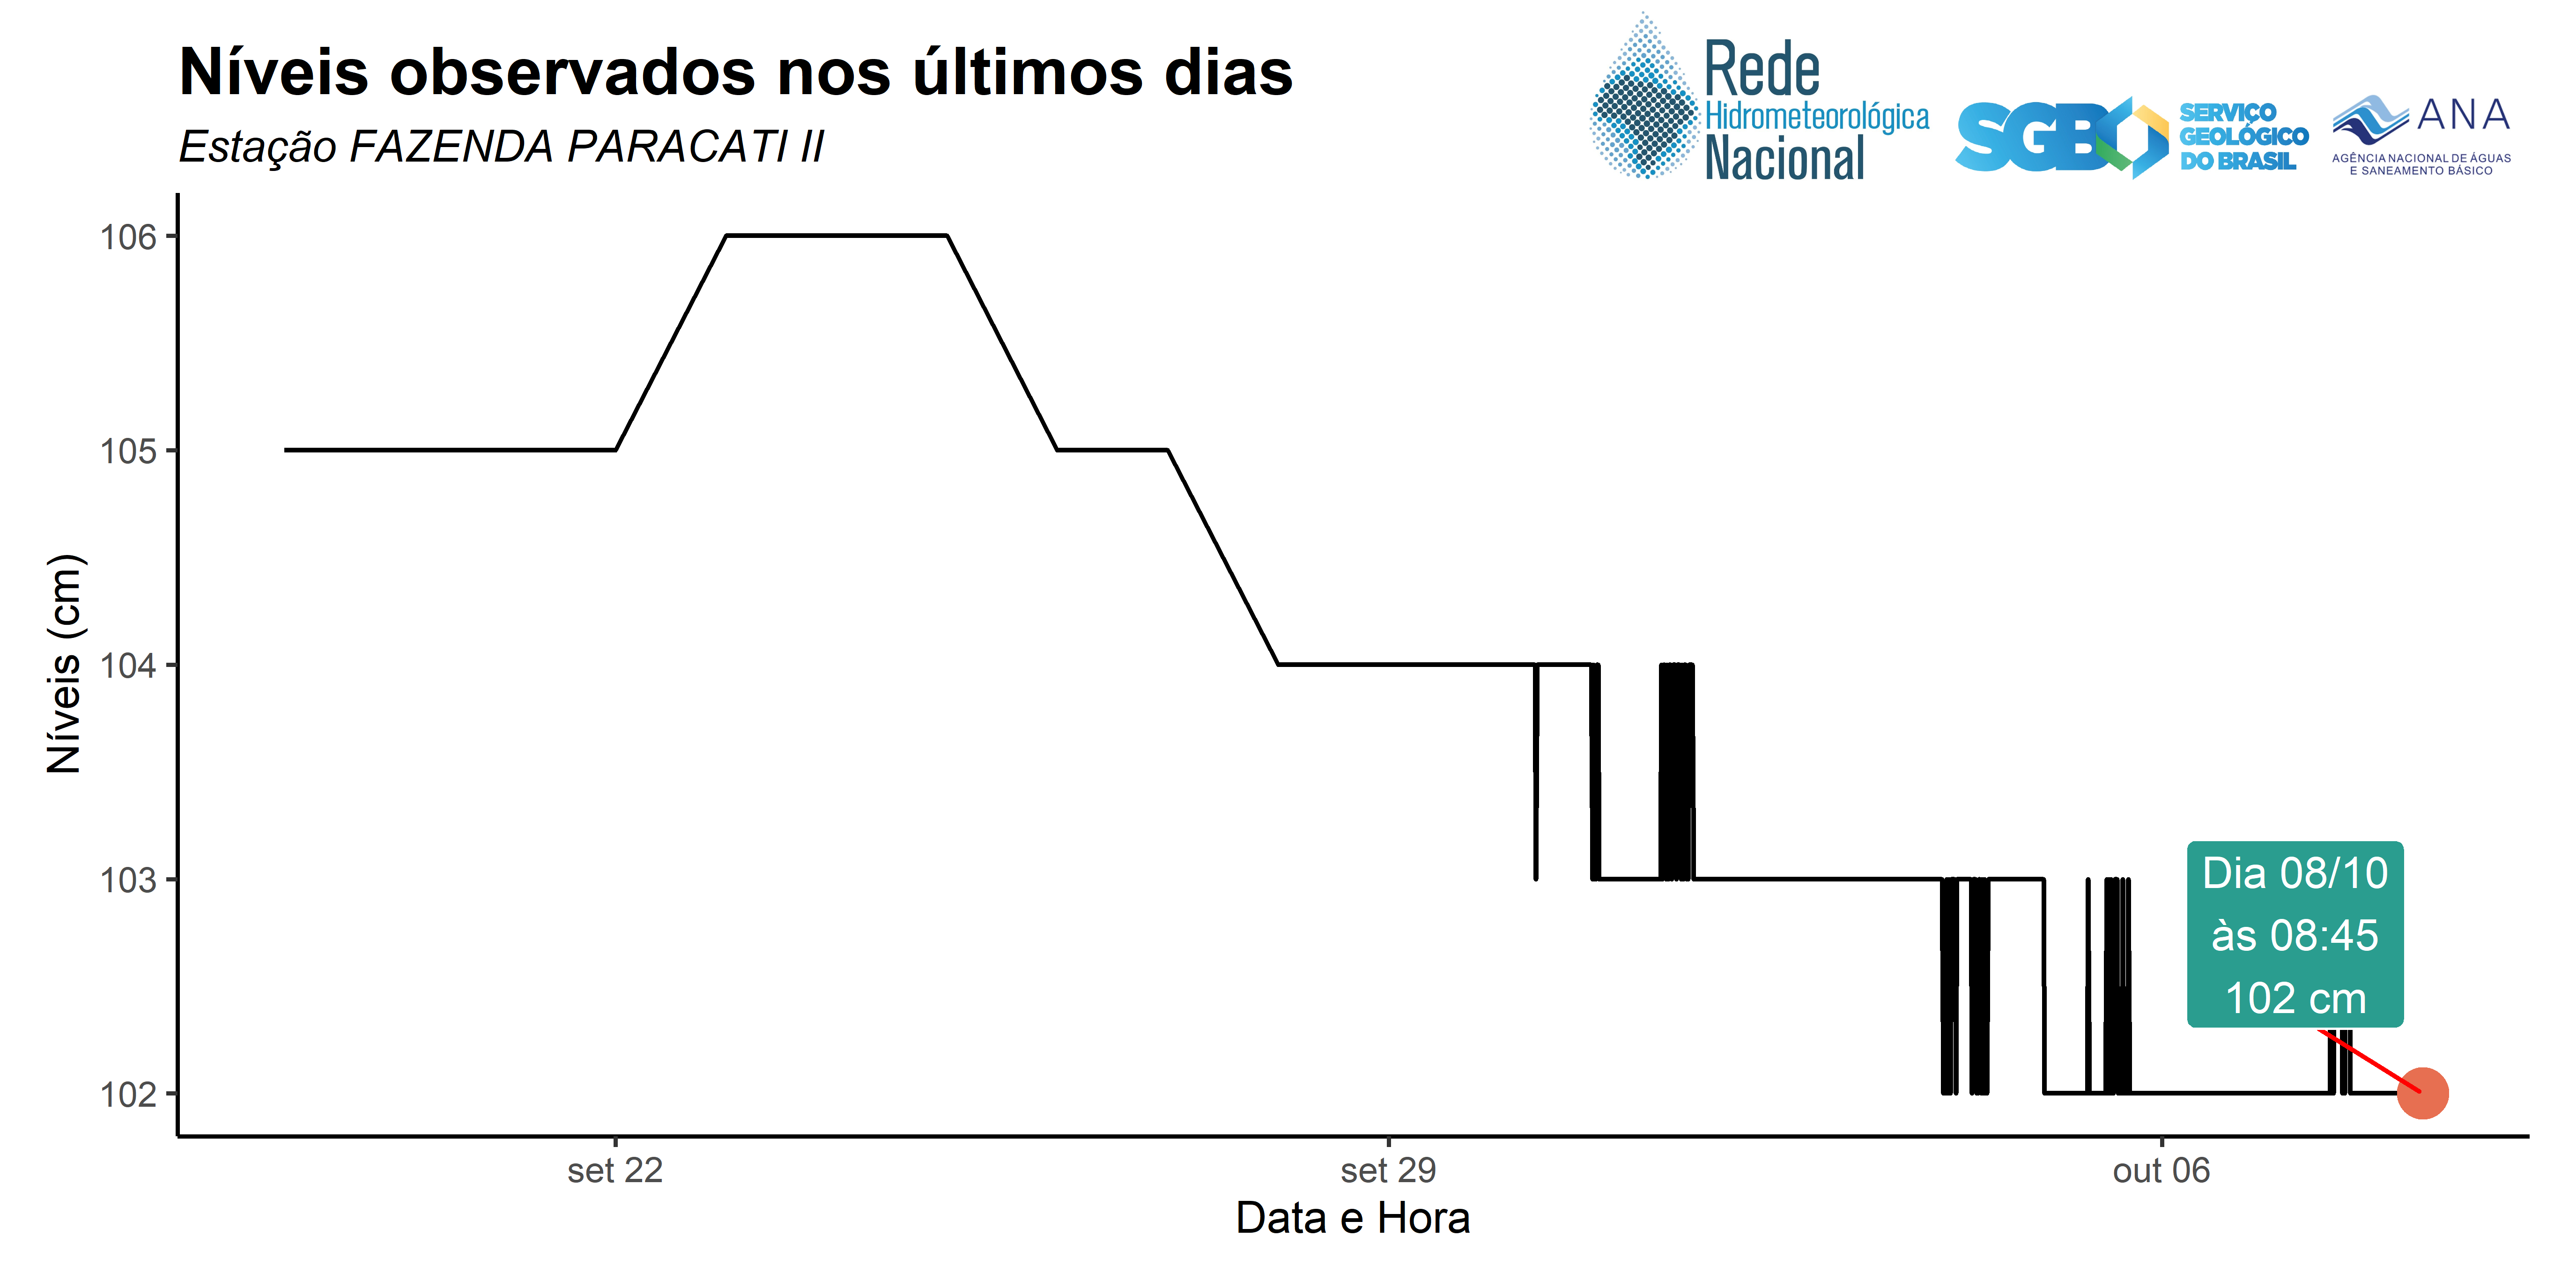 Níveis observados nos últimos dias
Estação FAZENDA PARACATI II
Rede
Hidrometeorológica
Nacional
SGB
SERVIÇO
GEOLÓGICO
DO BRASIL
ANA
AGÊNCIA NACIONAL DE ÁGUAS
E SANEAMENTO BÁSICO
Níveis (cm)
106
105
104
103
102
Dia 08/10
às 08:45
102 cm
set 22
set 29
out 06
Data e Hora